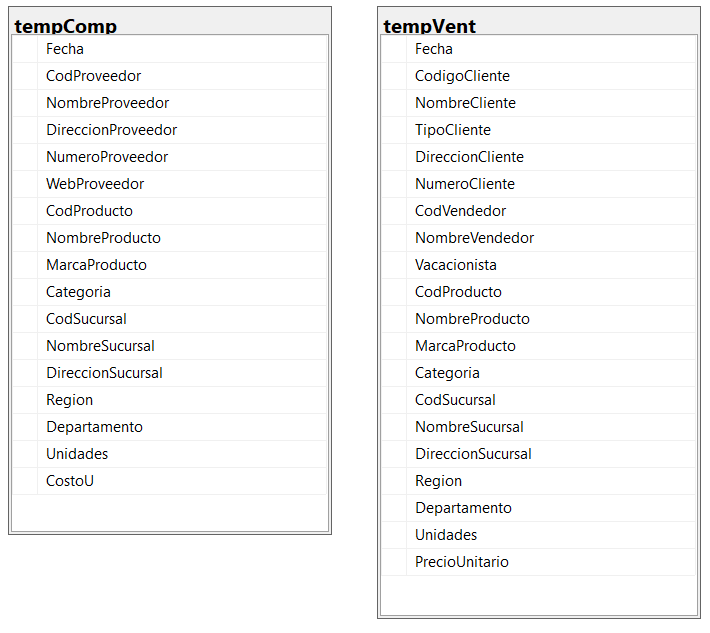 tempComp
Fecha
CodProveedor
NombreProveedor
DireccionProveedor
NumeroProveedor
WebProveedor
CodProducto
NombreProducto
MarcaProducto
Categoria
CodSucursal
NombreSucursal
DireccionSucursal
Region
Departamento
Unidades
CostoU
tempVent
Fecha
CodigoCliente
NombreCliente
TipoCliente
DireccionCliente
NumeroCliente
CodVendedor
NombreVendedor
Vacacionista
CodProducto
NombreProducto
MarcaProducto
Categoria
CodSucursal
NombreSucursal
DireccionSucursal
Region
Departamento
Unidades
PrecioUnitario